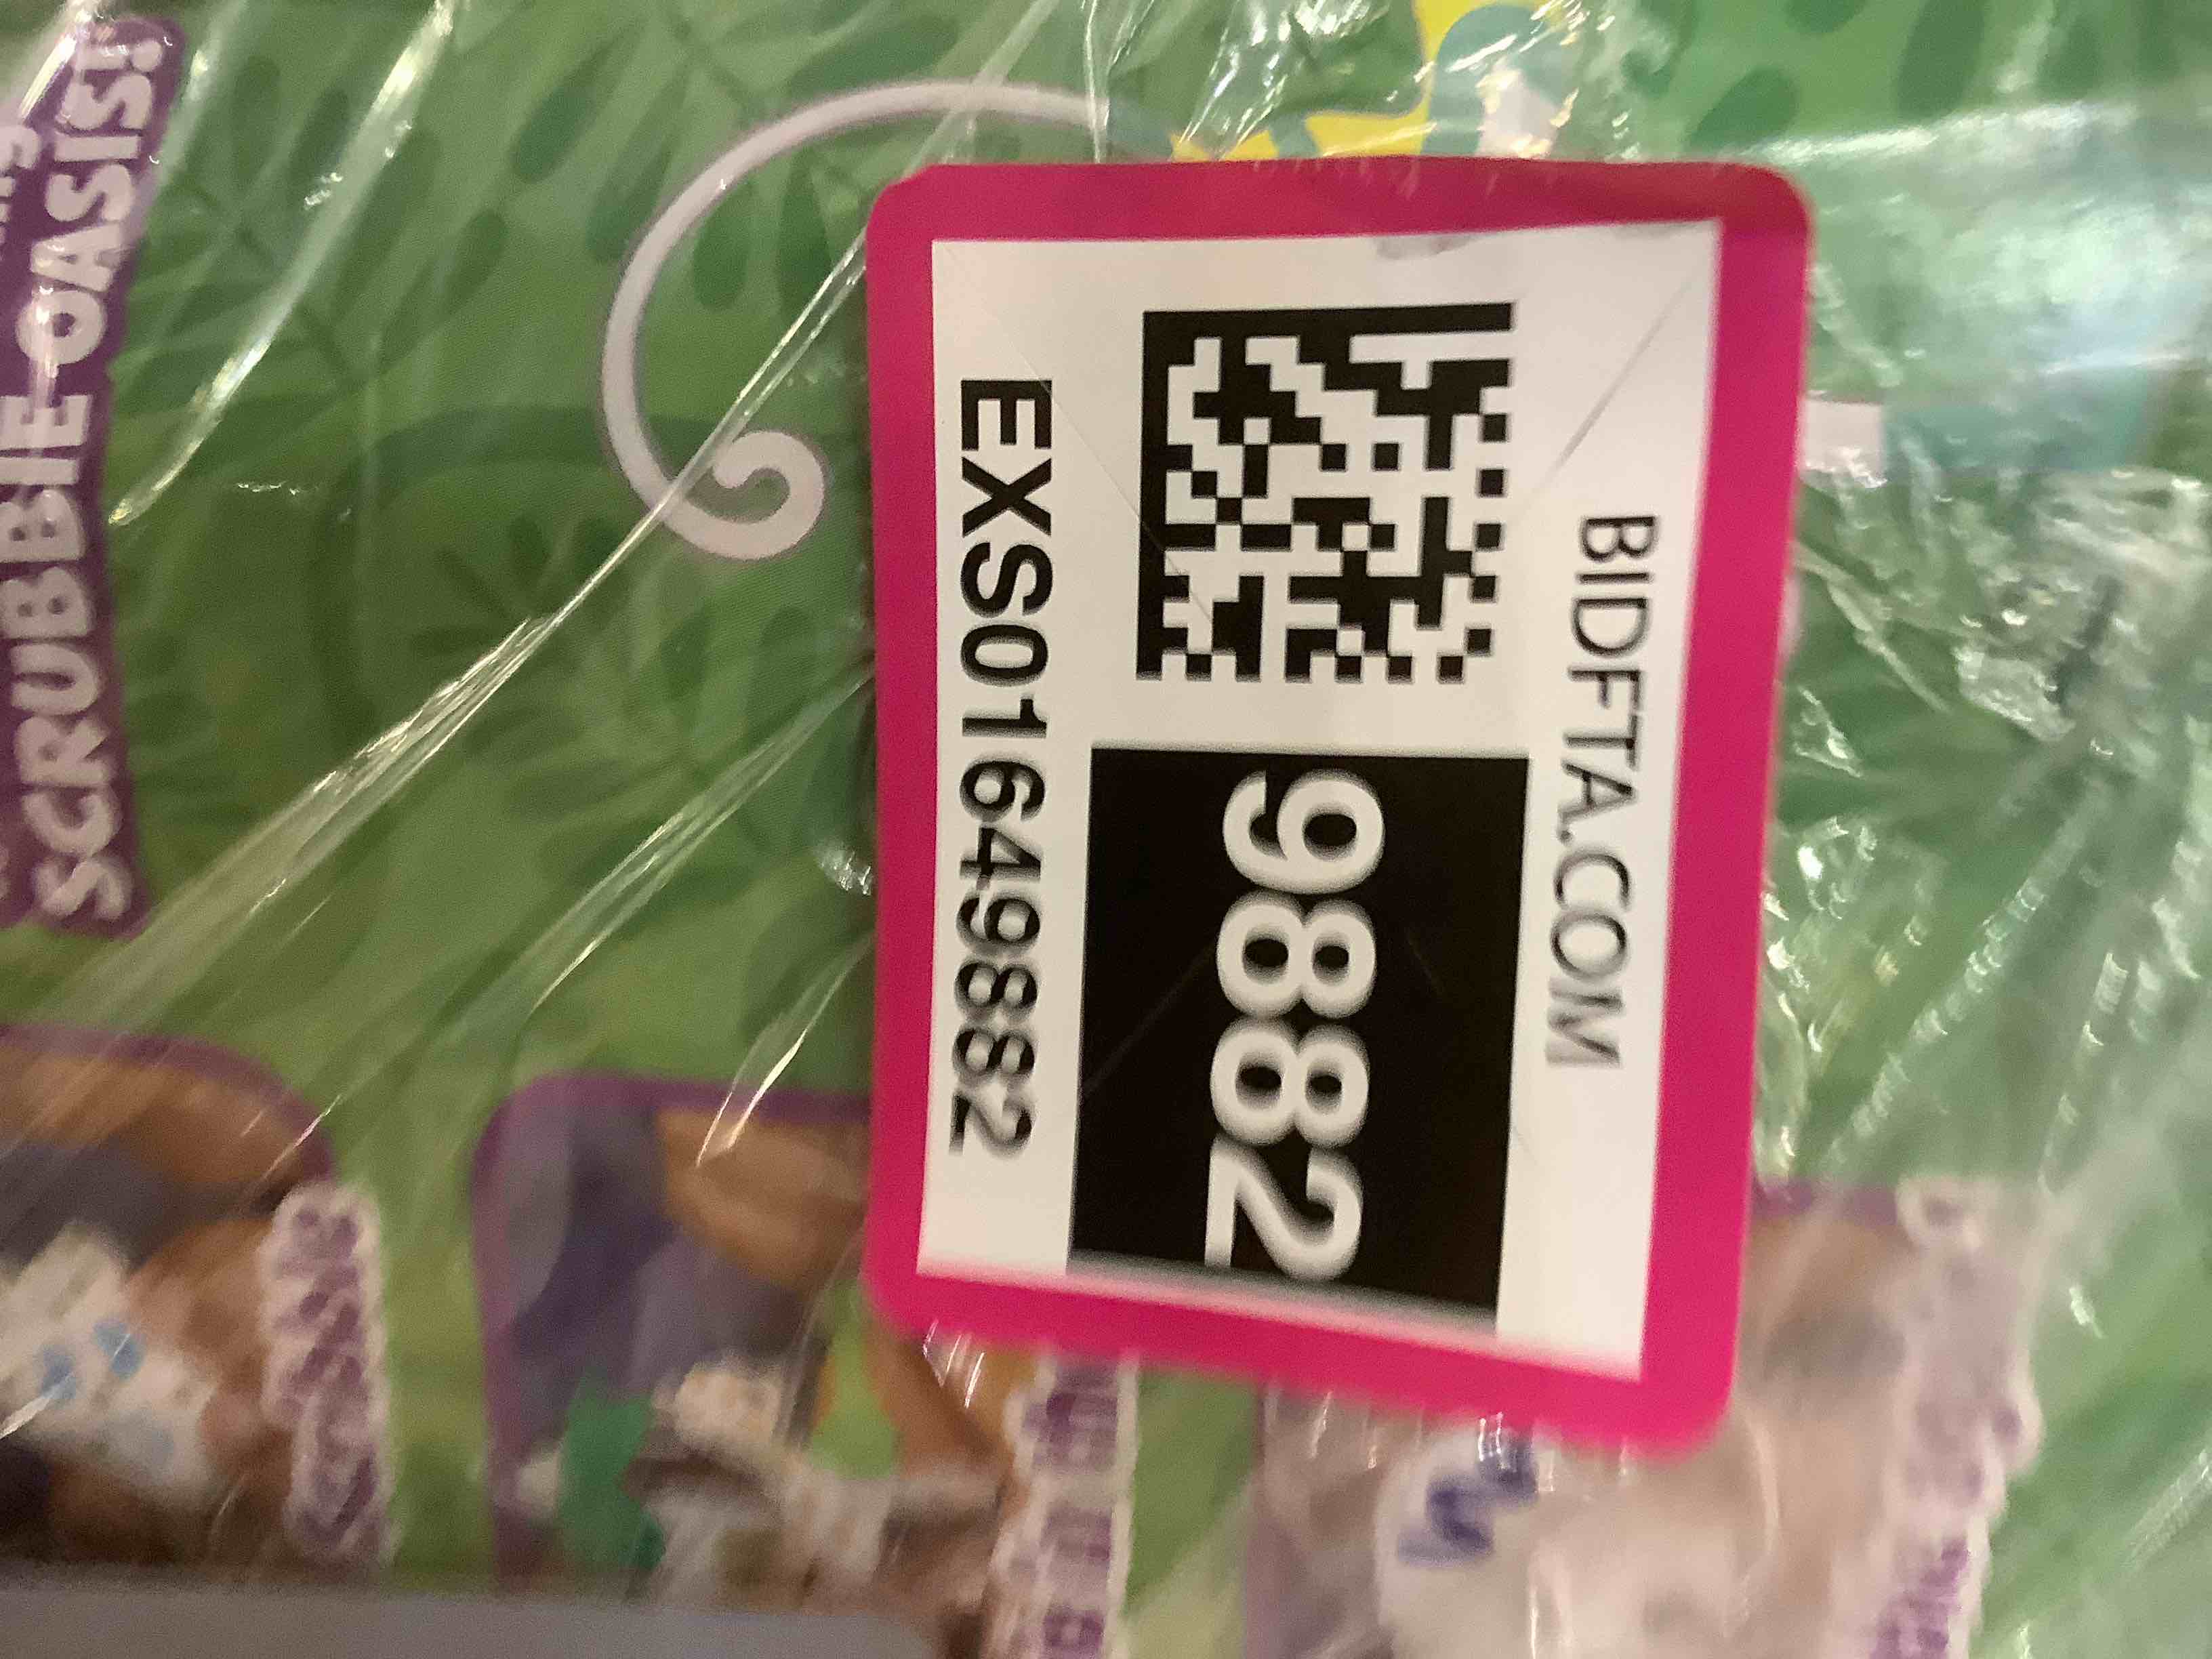 BIDFTA.COM
9882
EXS01649882
SCRUBBIE OASIS!